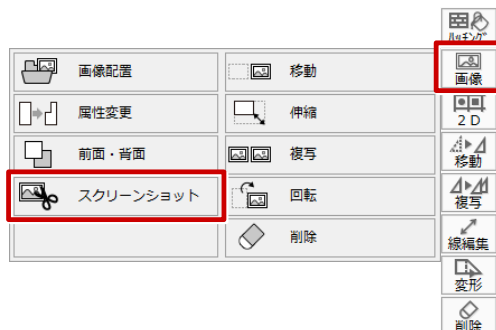 ハッチング
画像配置
移動
画像
属性変更
伸縮
2D
前面・背面
複写
移動
スクリーンショット
回転
複写
削除
線編集
変形
削除